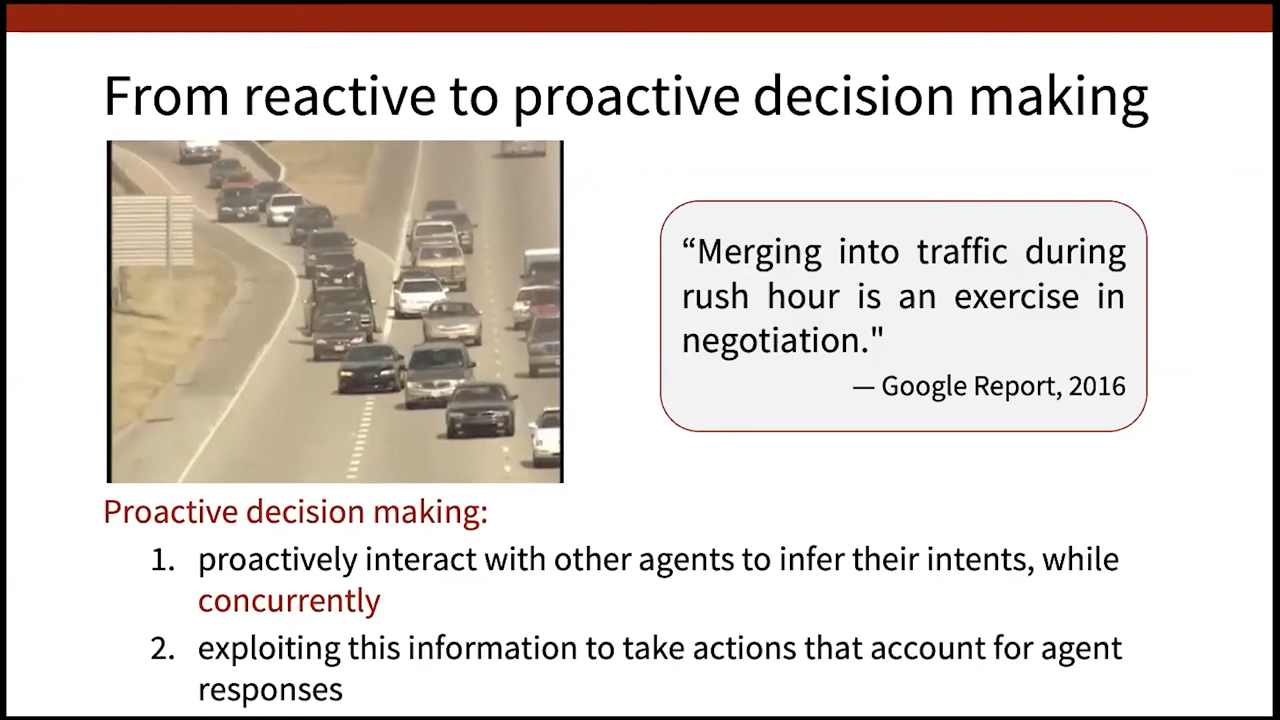 From reactive to proactive decision making
“Merging into traffic during
rush hour is an exercise in
negotiation."
— Google Report, 2016
Proactive decision making:
1. proactively interact with other agents to infer their intents, while
concurrently
2. exploiting this information to take actions that account for agent
responses